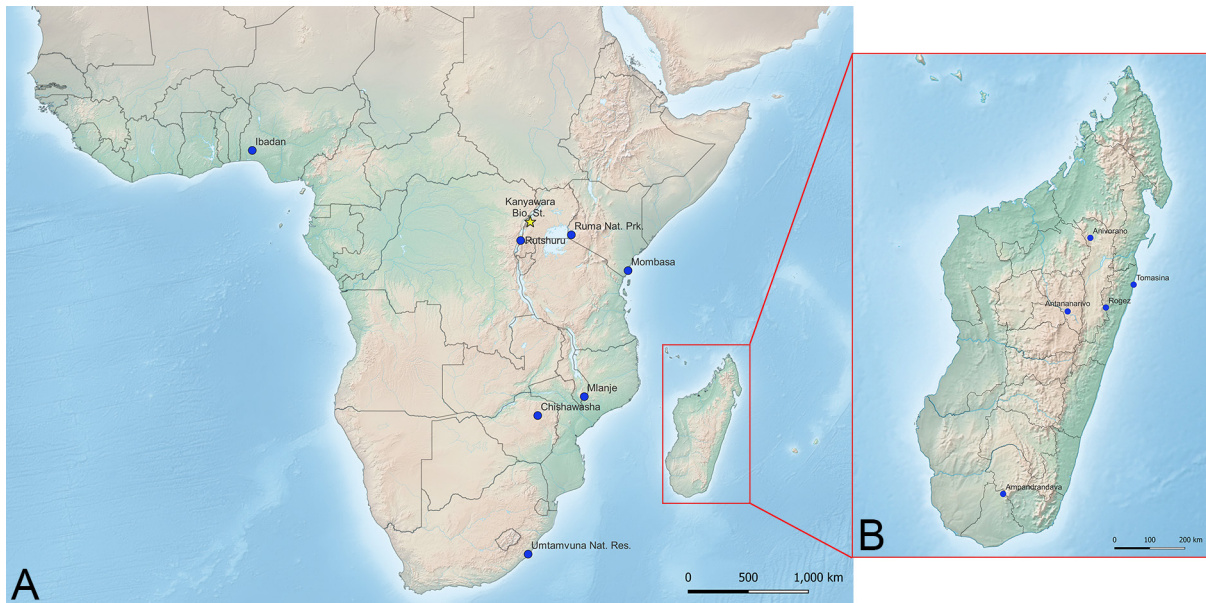 Ibadan
Kanyawara
Bio. St.
Ruma Nat. Prk.
Rutshuru
Mombasa
Mlanje
Chishawasha
Umtamvuna Nat. Res.
0 500 1,000 km
A
Ahivorano
Tomasina
Antananarivo
Rogez
Ampandrandava
0 100 200 km
B